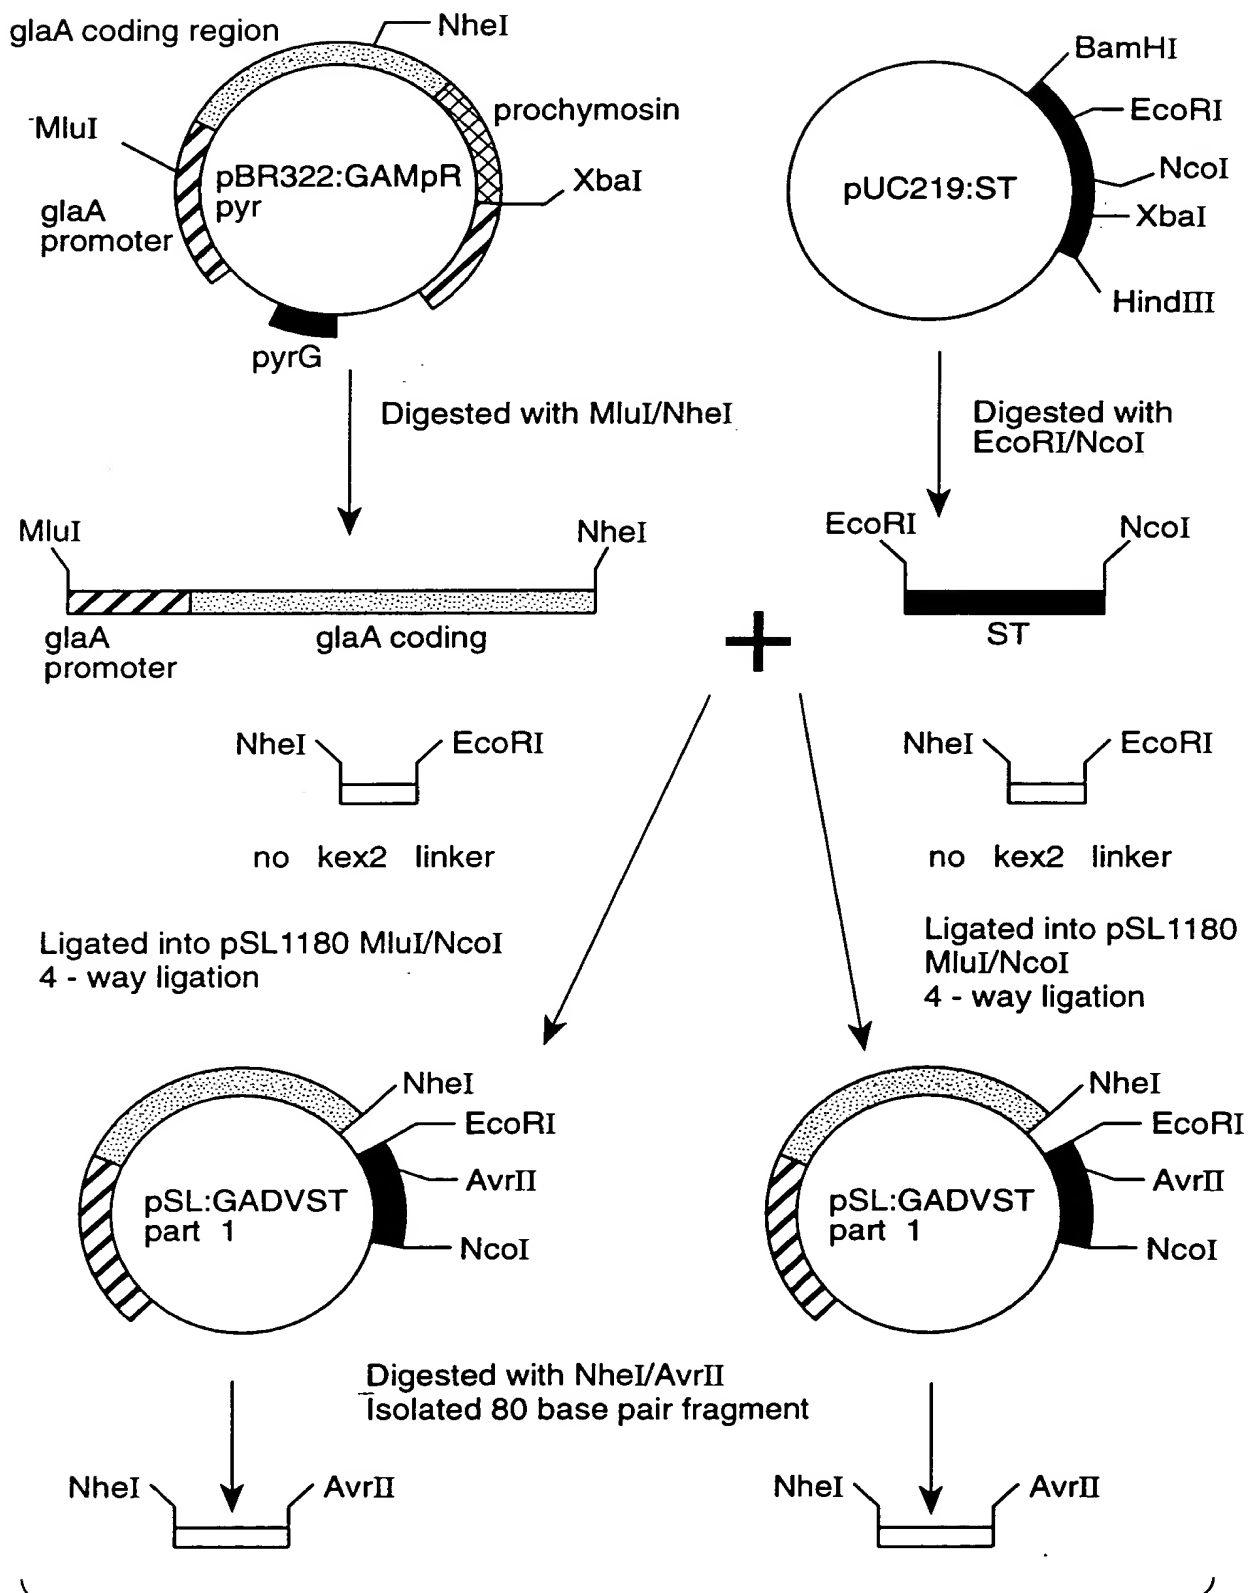 glaA coding region
NheI
MluI
prochymosin
pBR322:GAMpR
pyr
XbaI
glaA
promoter
pyrG
BamHI
EcoRI
NcoI
pUC219:ST
XbaI
HindIII
Digested with MluI/NheI
Digested with
EcoRI/NcoI
MluI
NheI
glaA
promoter
glaA coding
+
EcoRI
NcoI
ST
NheI
EcoRI
no kex2 linker
NheI
EcoRI
no kex2 linker
Ligated into pSL1180 MluI/NcoI
4 - way ligation
Ligated into pSL1180
MluI/NcoI
4 - way ligation
NheI
EcoRI
AvrII
pSL:GADVST
part 1
NcoI
NheI
EcoRI
AvrII
pSL:GADVST
part 1
NcoI
Digested with NheI/AvrII
Isolated 80 base pair fragment
NheI
AvrII
NheI
AvrII